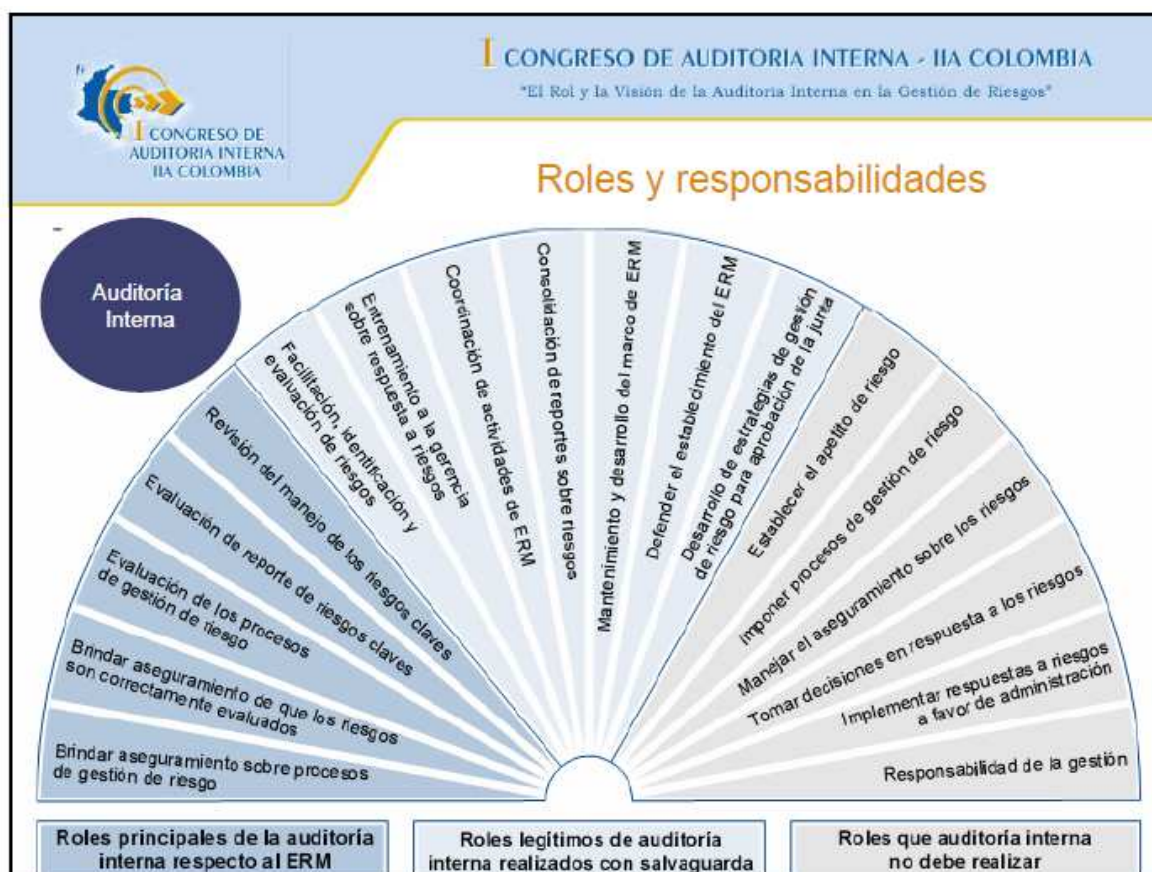 I CONGRESO DE
AUDITORIA INTERNA
IIA COLOMBIA
I CONGRESO DE AUDITORIA INTERNA - IIA COLOMBIA
"El Rol y la Visión de la Auditoria Interna en la Gestión de Riesgos"
Roles y responsabilidades
Auditoría
Interna
Brindar aseguramiento sobre procesos
de gestión de riesgo
Brindar aseguramiento de que los riesgos
son correctamente evaluados
Evaluación de los procesos
de gestión de riesgo
Evaluación de reporte de riesgos claves
Revisión del manejo de los riesgos claves
Facilitación, identificación y
evaluación de riesgos
Entrenamiento a la gerencia
sobre respuesta a riesgos
Coordinación de actividades de ERM
Consolidación de reportes sobre riesgos
Mantenimiento y desarrollo del marco de ERM
Defender el establecimiento del ERM
Desarrollo de estrategias de gestión
de riesgo para aprobación de la junta
Establecer el apetito de riesgo
Imponer procesos de gestión de riesgo
Manejar el aseguramiento sobre los riesgos
Tomar decisiones en respuesta a los riesgos
Implementar respuestas a riesgos
a favor de administración
Responsabilidad de la gestión
Roles principales de la auditoría
interna respecto al ERM
Roles legítimos de auditoría
interna realizados con salvaguarda
Roles que auditoría interna
no debe realizar